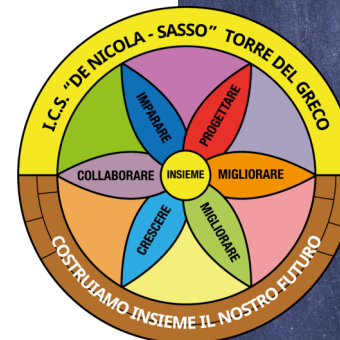 I.C.S. "DE NICOLA - SASSO" TORRE DEL GRECO
IMPARARE
PROGETTARE
COLLABORARE
INSIEME
MIGLIORARE
CRESCERE
MIGLIORARE
COSTRUIAMO INSIEME IL NOSTRO FUTURO